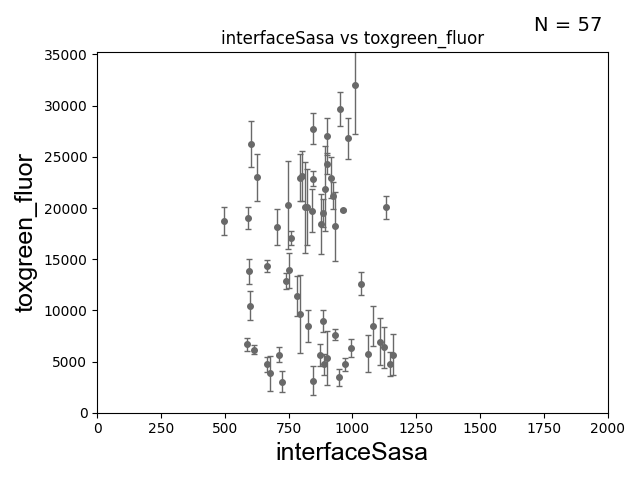 N = 57
interfaceSasa vs toxgreen_fluor
35000
30000
25000
20000
15000
10000
5000
0
toxgreen_fluor
0 250 500 750 1000 1250 1500 1750 2000
interfaceSasa